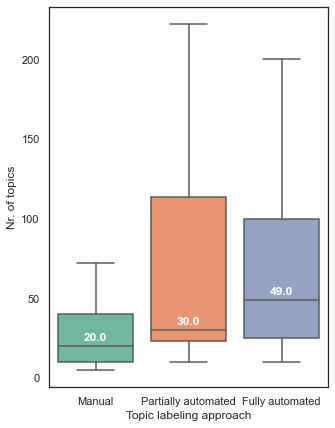 Nr. of topics
200
150
100
50
0
20.0
30.0
49.0
Manual
Partially automated
Fully automated
Topic labeling approach